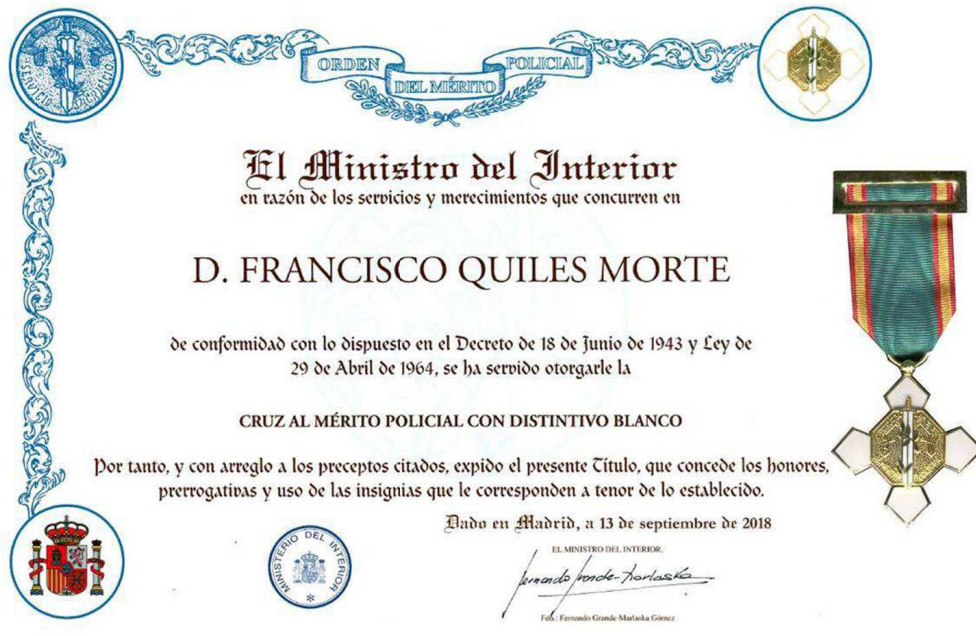 SERVICIO SACRIFICIO
ORDEN
DEL MÉRITO
POLICIAL
El Ministro del Interior
en razón de los servicios y merecimientos que concurren en
D. FRANCISCO QUILES MORTE
de conformidad con lo dispuesto en el Decreto de 18 de Junio de 1943 y Ley de
29 de Abril de 1964, se ha servido otorgarle la
CRUZ AL MÉRITO POLICIAL CON DISTINTIVO BLANCO
Por tanto, y con arreglo a los preceptos citados, expido el presente Título, que concede los honores,
prerrogativas y uso de las insignias que le corresponden a tenor de lo establecido.
Dado en Madrid, a 13 de septiembre de 2018
MINISTERIO DEL INTERIOR
EL MINISTRO DEL INTERIOR,
Fernando Grande-Marlaska
Fdo.: Fernando Grande-Marlaska Gómez